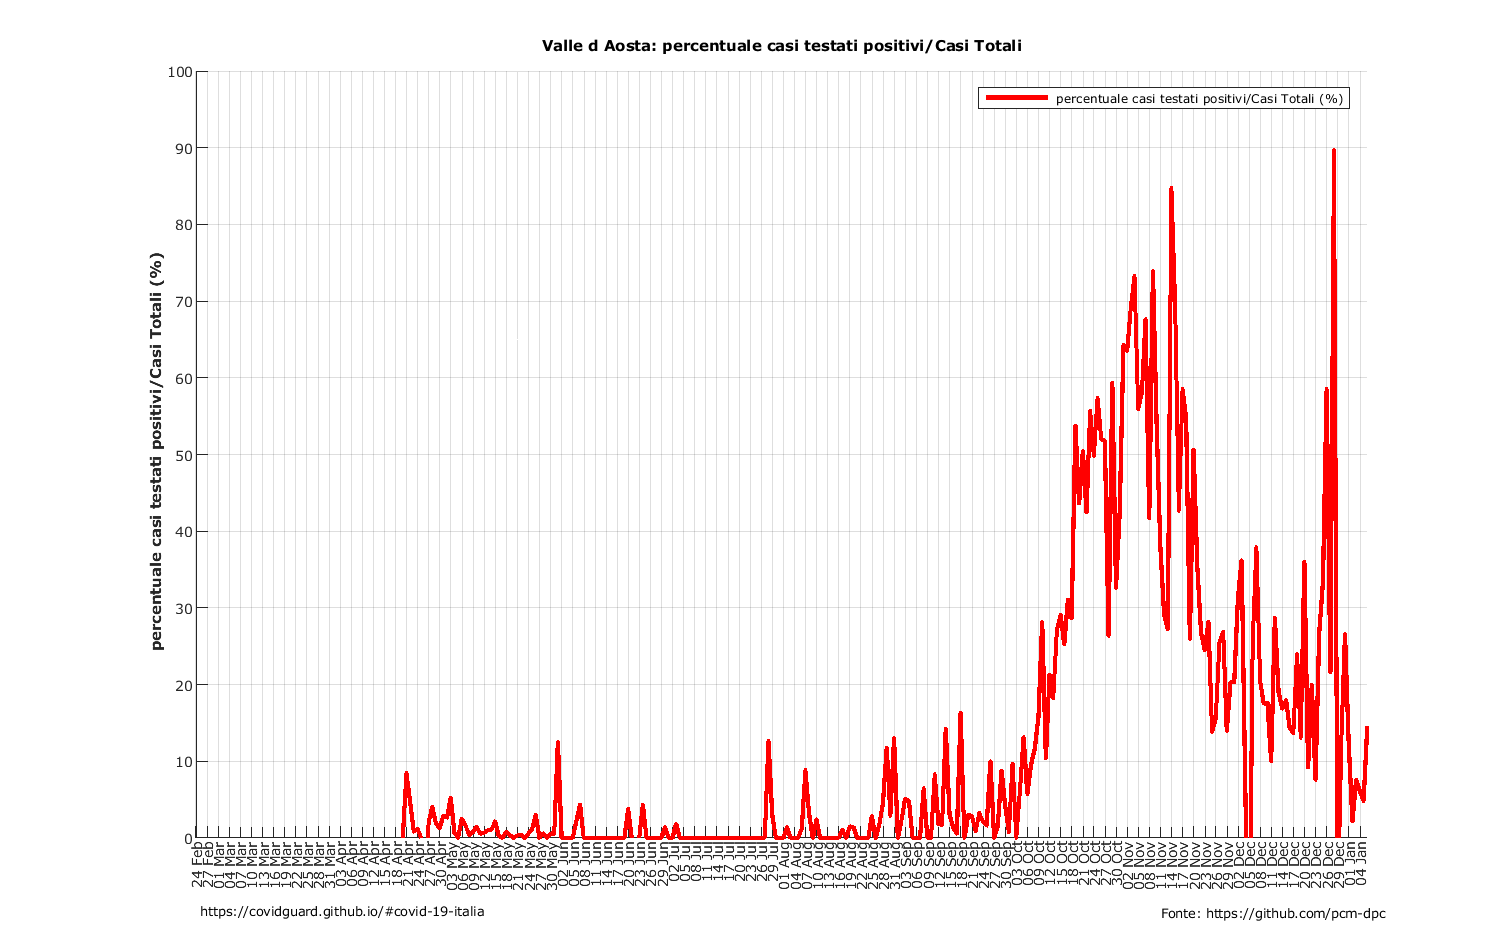 Valle d Aosta: percentuale casi testati positivi/Casi Totali
percentuale casi testati positivi/Casi Totali (%)
percentuale casi testati positivi/Casi Totali (%)
100
90
80
70
60
50
40
30
20
10
0
24 Feb
27 Feb
01 Mar
04 Mar
07 Mar
10 Mar
13 Mar
16 Mar
19 Mar
22 Mar
25 Mar
28 Mar
31 Mar
03 Apr
06 Apr
09 Apr
12 Apr
15 Apr
18 Apr
21 Apr
24 Apr
27 Apr
30 Apr
03 May
06 May
09 May
12 May
15 May
18 May
21 May
24 May
27 May
30 May
02 Jun
05 Jun
08 Jun
11 Jun
14 Jun
17 Jun
20 Jun
23 Jun
26 Jun
29 Jun
02 Jul
05 Jul
08 Jul
11 Jul
14 Jul
17 Jul
20 Jul
23 Jul
26 Jul
29 Jul
01 Aug
04 Aug
07 Aug
10 Aug
13 Aug
16 Aug
19 Aug
22 Aug
25 Aug
28 Aug
31 Aug
03 Sep
06 Sep
09 Sep
12 Sep
15 Sep
18 Sep
21 Sep
24 Sep
27 Sep
30 Sep
03 Oct
06 Oct
09 Oct
12 Oct
15 Oct
18 Oct
21 Oct
24 Oct
27 Oct
30 Oct
02 Nov
05 Nov
08 Nov
11 Nov
14 Nov
17 Nov
20 Nov
23 Nov
26 Nov
29 Nov
02 Dec
05 Dec
08 Dec
11 Dec
14 Dec
17 Dec
20 Dec
23 Dec
26 Dec
29 Dec
01 Jan
04 Jan
https://covidguard.github.io/#covid-19-italia
Fonte: https://github.com/pcm-dpc